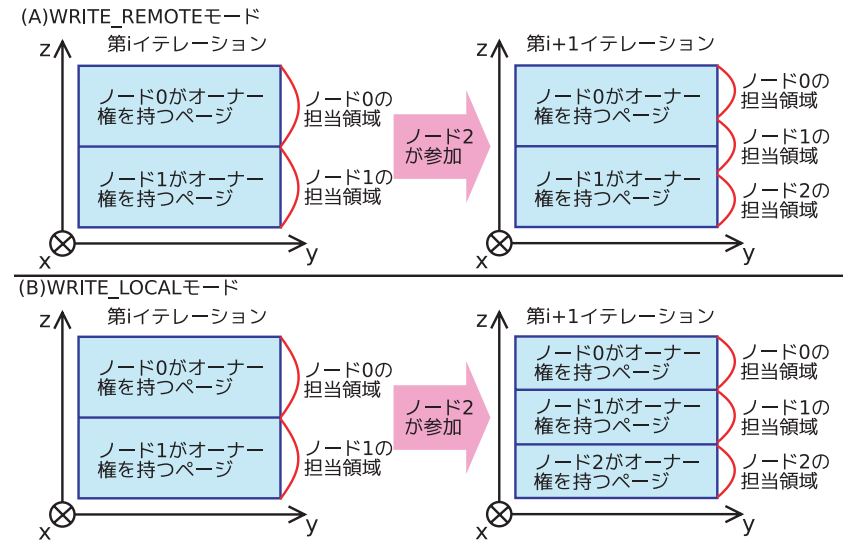 (A)WRITE_REMOTEモード
第iイテレーション
z
ノード0がオーナー
権を持つページ
ノード1がオーナー
権を持つページ
ノード0の
担当領域
ノード1の
担当領域
x
y
ノード2
が参加
第i+1イテレーション
z
ノード0がオーナー
権を持つページ
ノード1がオーナー
権を持つページ
ノード0の
担当領域
ノード1の
担当領域
ノード2の
担当領域
x
y
(B)WRITE_LOCALモード
第iイテレーション
z
ノード0がオーナー
権を持つページ
ノード1がオーナー
権を持つページ
ノード0の
担当領域
ノード1の
担当領域
x
y
ノード2
が参加
第i+1イテレーション
z
ノード0がオーナー
権を持つページ
ノード1がオーナー
権を持つページ
ノード2がオーナー
権を持つページ
ノード0の
担当領域
ノード1の
担当領域
ノード2の
担当領域
x
y